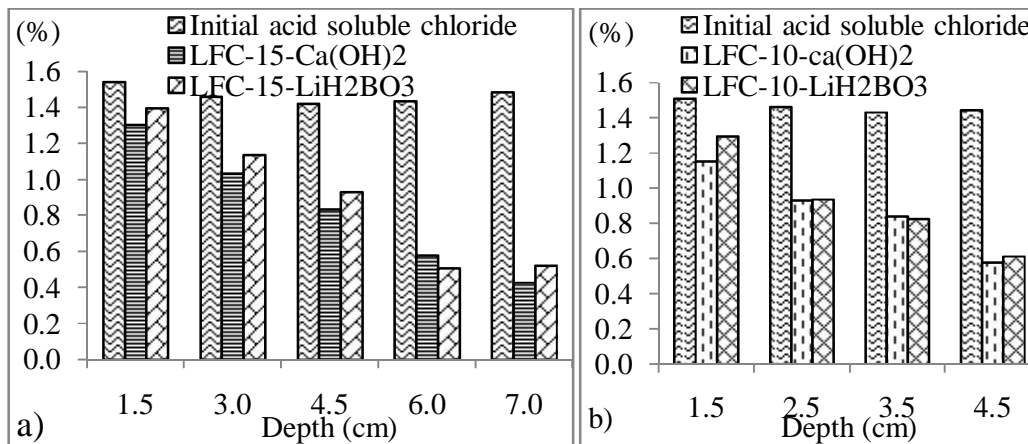 (%)
Initial acid soluble chloride
LFC-15-Ca(OH)2
LFC-15-LiH2BO3
1.6
1.4
1.2
1.0
0.8
0.6
0.4
0.2
0.0
1.5 3.0 4.5 6.0 7.0
Depth (cm)
a)
(%)
Initial acid soluble chloride
LFC-10-ca(OH)2
LFC-10-LiH2BO3
1.6
1.4
1.2
1.0
0.8
0.6
0.4
0.2
0.0
1.5 2.5 3.5 4.5
Depth (cm)
b)